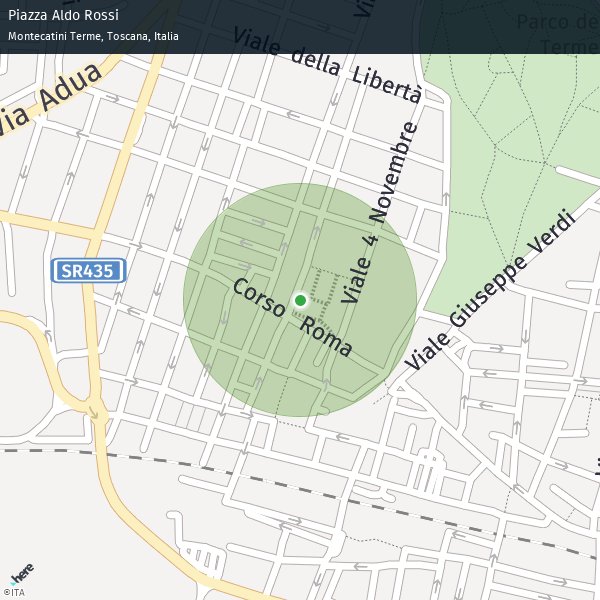 Piazza Aldo Rossi
Montecatini Terme, Toscana, Italia
Parco de
Terme
Viale della Libertà
Via Adua
Viale 4 Novembre
SR435
Viale Giuseppe Verdi
Corso Roma
here
©ITA